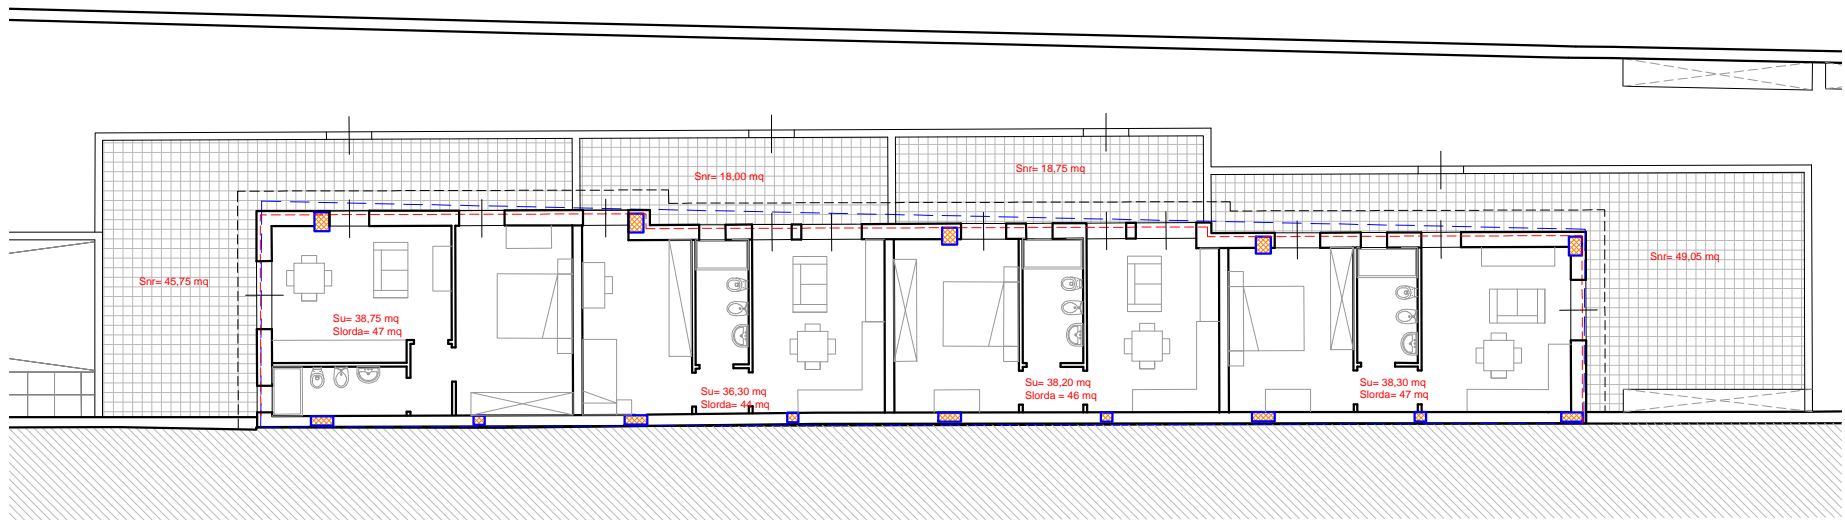 Snr= 18,00 mq
Snr= 18,75 mq
Snr= 45,75 mq
Snr= 49,05 mq
Su= 38,75 mq
Slorda= 47 mq
Su= 36,30 mq
Slorda= 44 mq
Su= 38,20 mq
Slorda = 46 mq
Su= 38,30 mq
Slorda= 47 mq